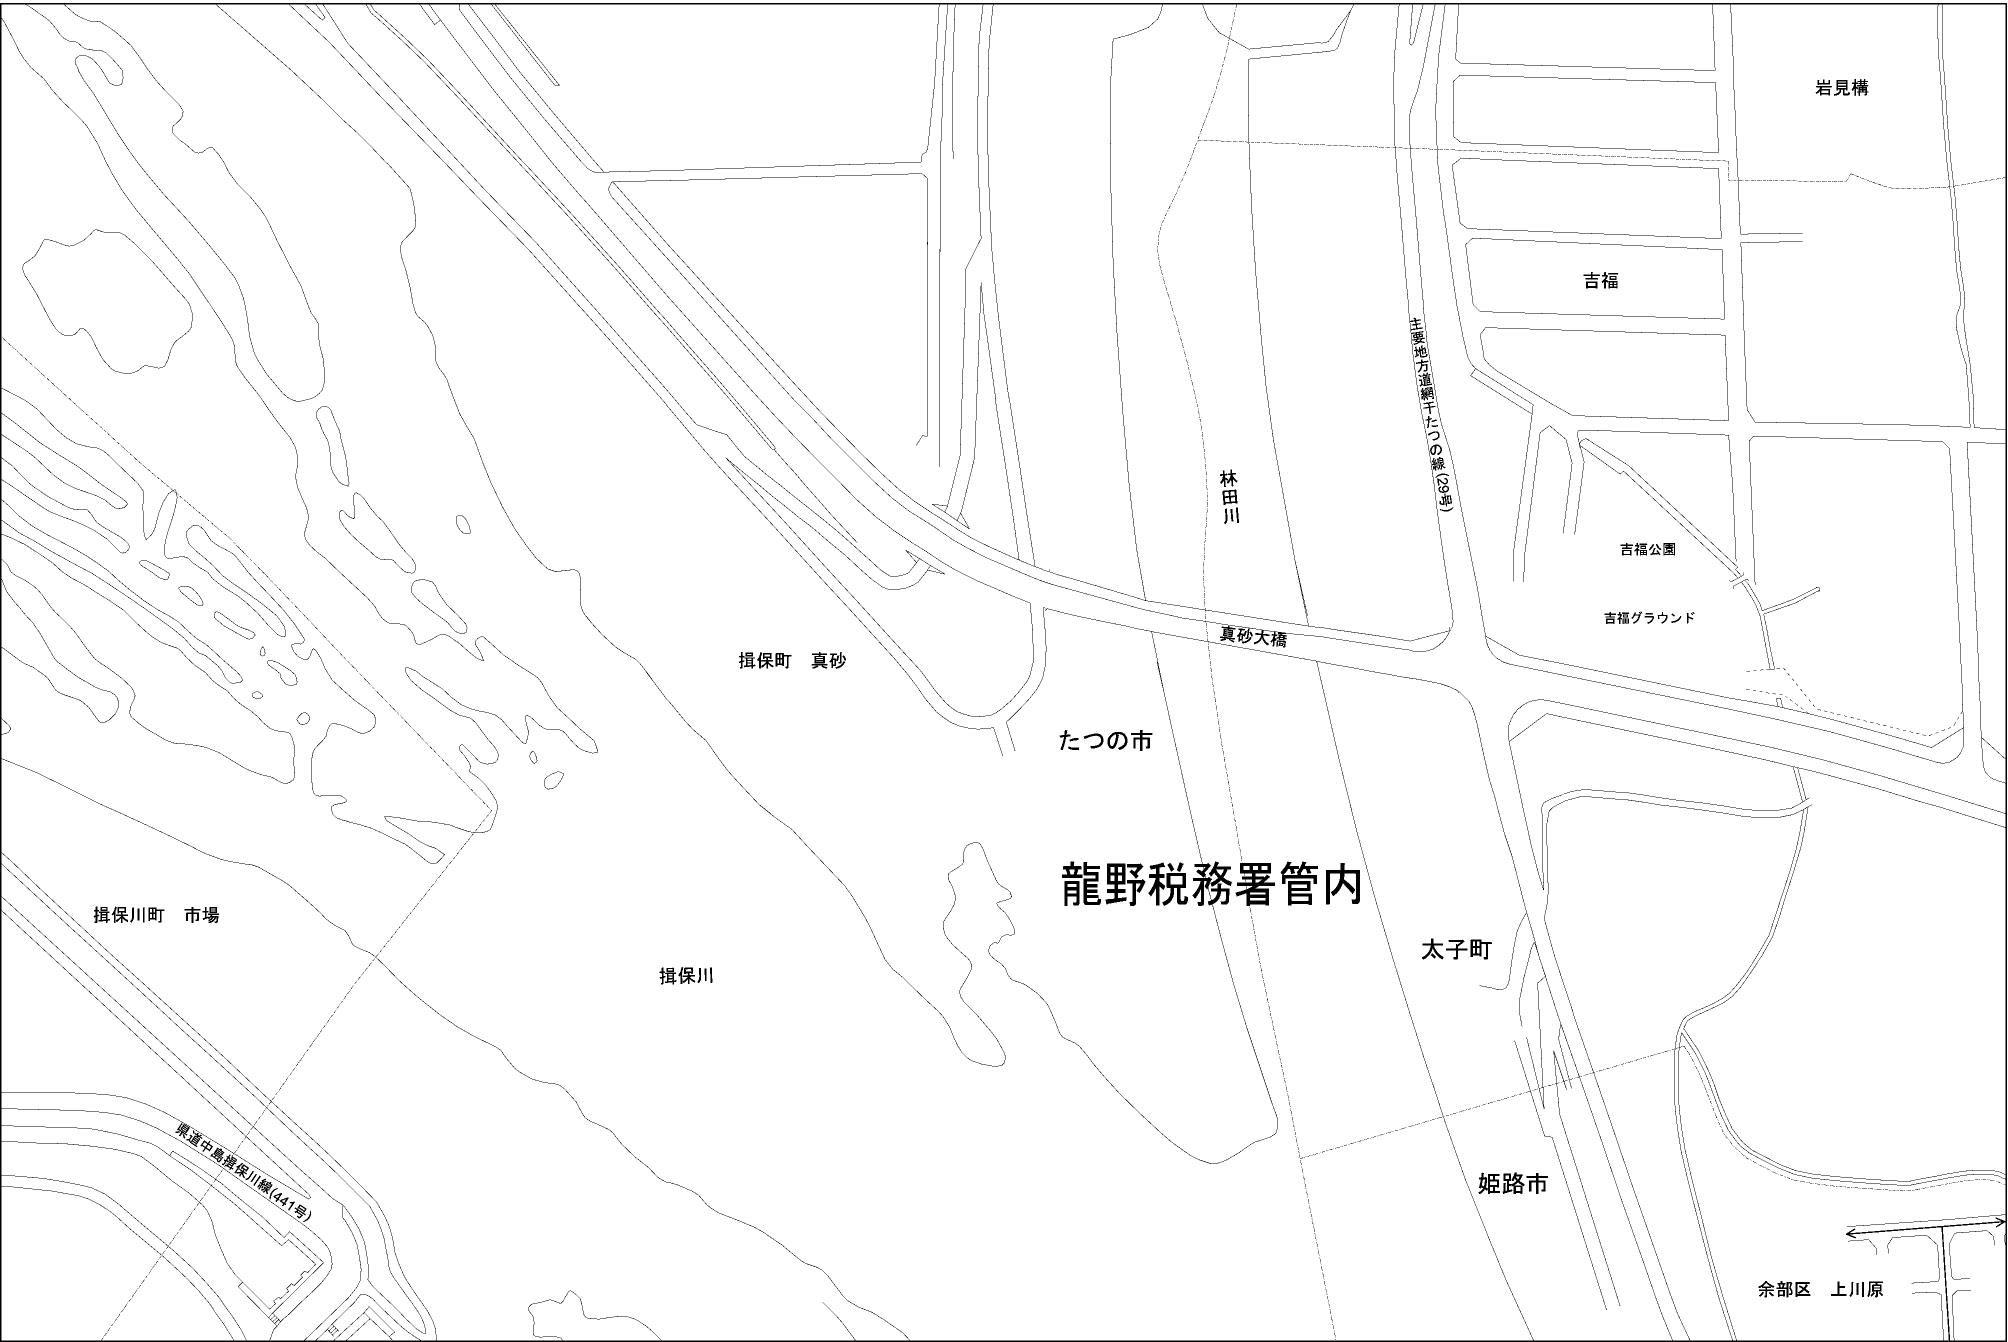 岩見構
吉福
主要地方道網干たつの線(29号)
林田川
吉福公園
吉福グラウンド
真砂大橋
揖保町　真砂
たつの市
龍野税務署管内
揖保川町　市場
太子町
揖保川
県道中島揖保川線(441号)
姫路市
余部区　上川原